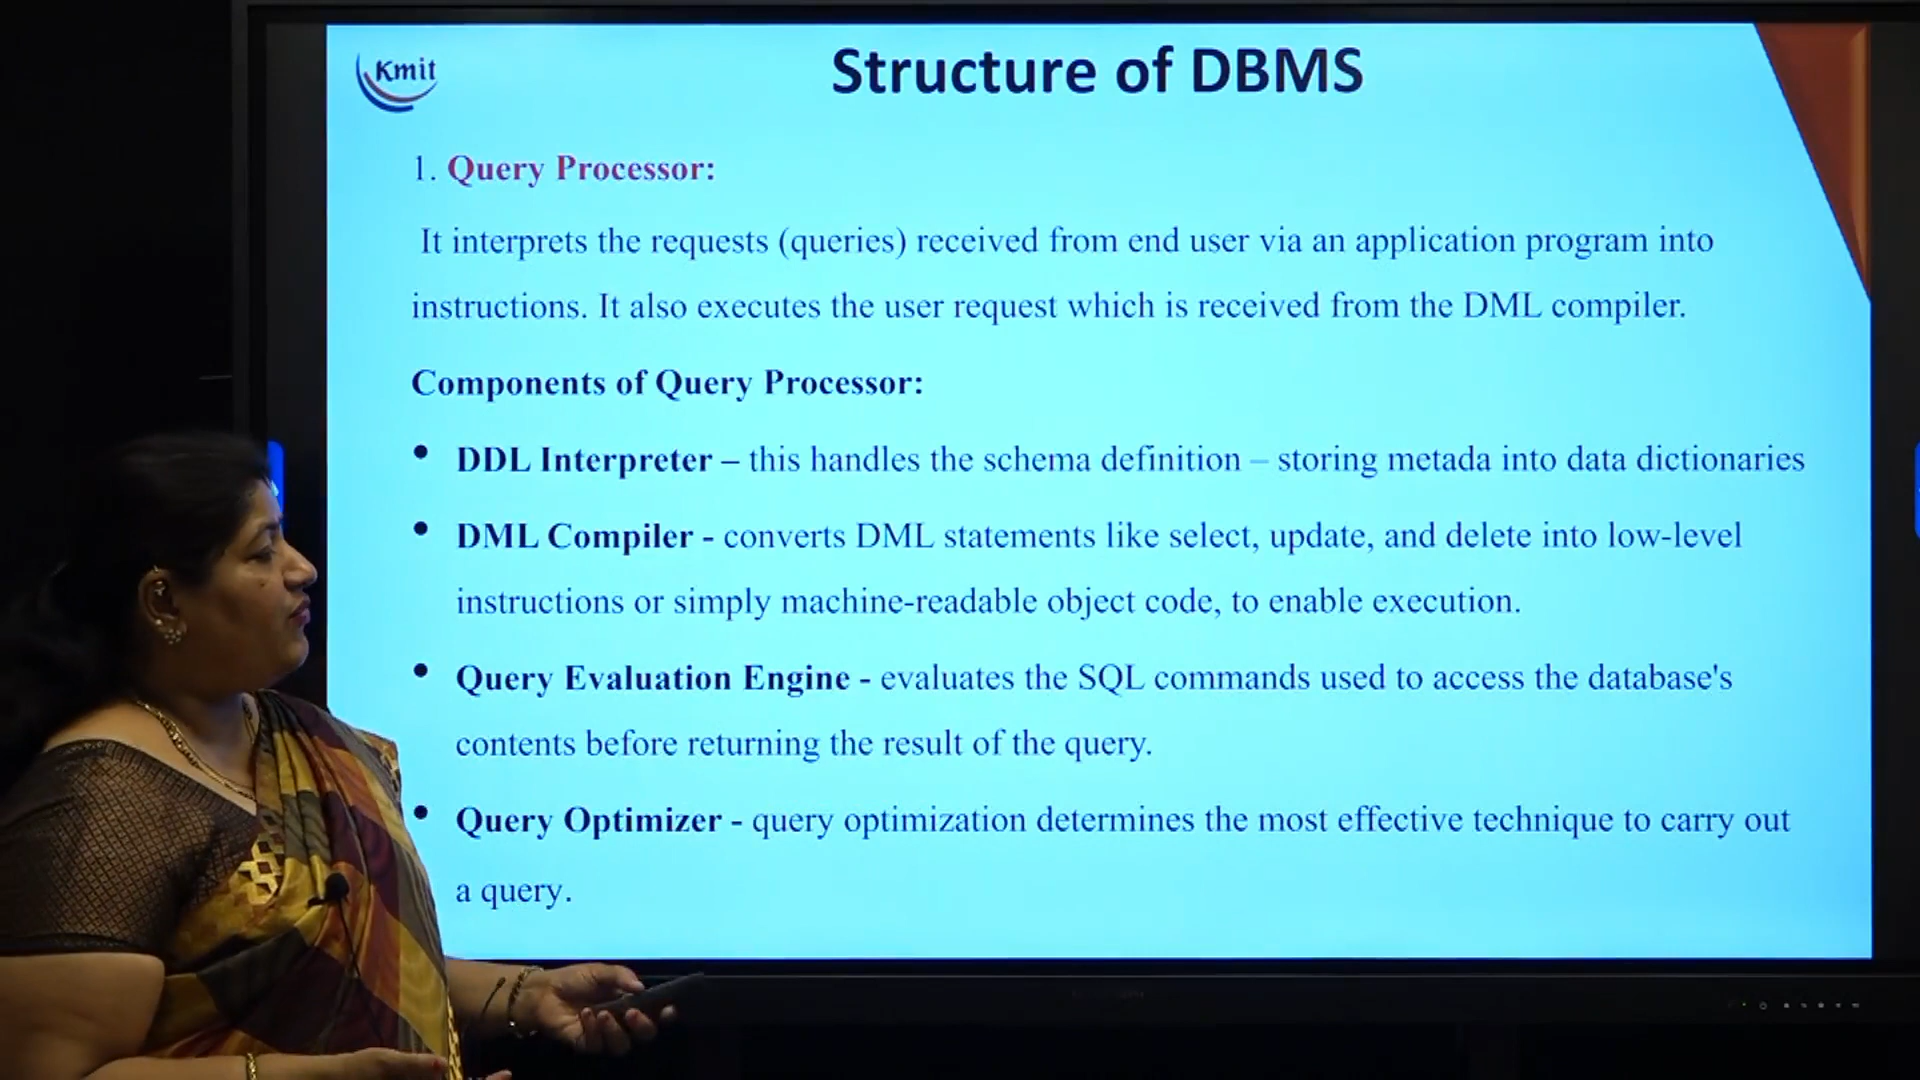 Kmit
Structure of DBMS
1. Query Processor:
It interprets the requests (queries) received from end user via an application program into
instructions. It also executes the user request which is received from the DML compiler.
Components of Query Processor:
• DDL Interpreter – this handles the schema definition – storing metada into data dictionaries
• DML Compiler - converts DML statements like select, update, and delete into low-level
instructions or simply machine-readable object code, to enable execution.
• Query Evaluation Engine - evaluates the SQL commands used to access the database's
contents before returning the result of the query.
• Query Optimizer - query optimization determines the most effective technique to carry out
a query.